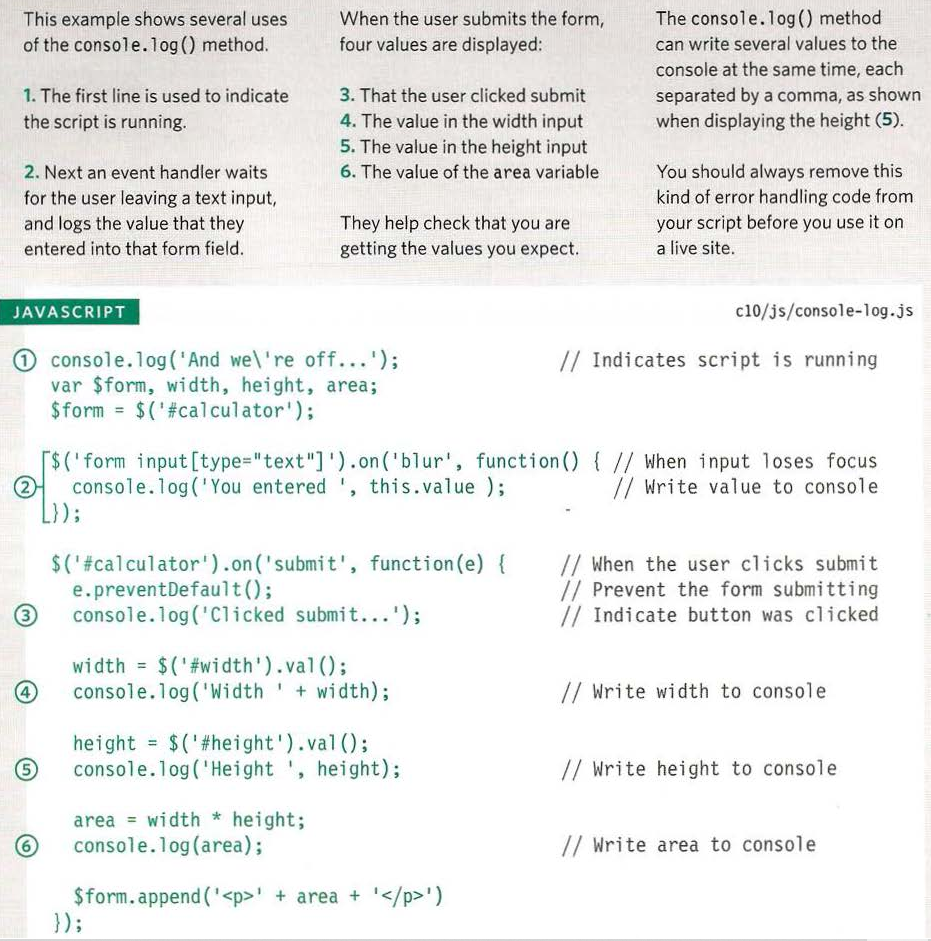 This example shows several uses
of the console.log() method.
1. The first line is used to indicate
the script is running.
2. Next an event handler waits
for the user leaving a text input,
and logs the value that they
entered into that form field.
When the user submits the form,
four values are displayed:
3. That the user clicked submit
4. The value in the width input
5. The value in the height input
6. The value of the area variable
They help check that you are
getting the values you expect.
The console.log() method
can write several values to the
console at the same time, each
separated by a comma, as shown
when displaying the height (5).
You should always remove this
kind of error handling code from
your script before you use it on
a live site.
JAVASCRIPT c10/js/console-log.js
1 console.log('And we\'re off...'); // Indicates script is running
var $form, width, height, area;
$form = $('#calculator');
$('form input[type="text"]').on('blur', function() { // When input loses focus
2 console.log('You entered ', this.value ); // Write value to console
});
$('#calculator').on('submit', function(e) { // When the user clicks submit
e.preventDefault(); // Prevent the form submitting
3 console.log('Clicked submit...'); // Indicate button was clicked
width = $('#width').val();
4 console.log('Width ' + width); // Write width to console
height = $('#height').val();
5 console.log('Height ', height); // Write height to console
area = width * height;
6 console.log(area); // Write area to console
$form.append('<p>' + area + '</p>')
});